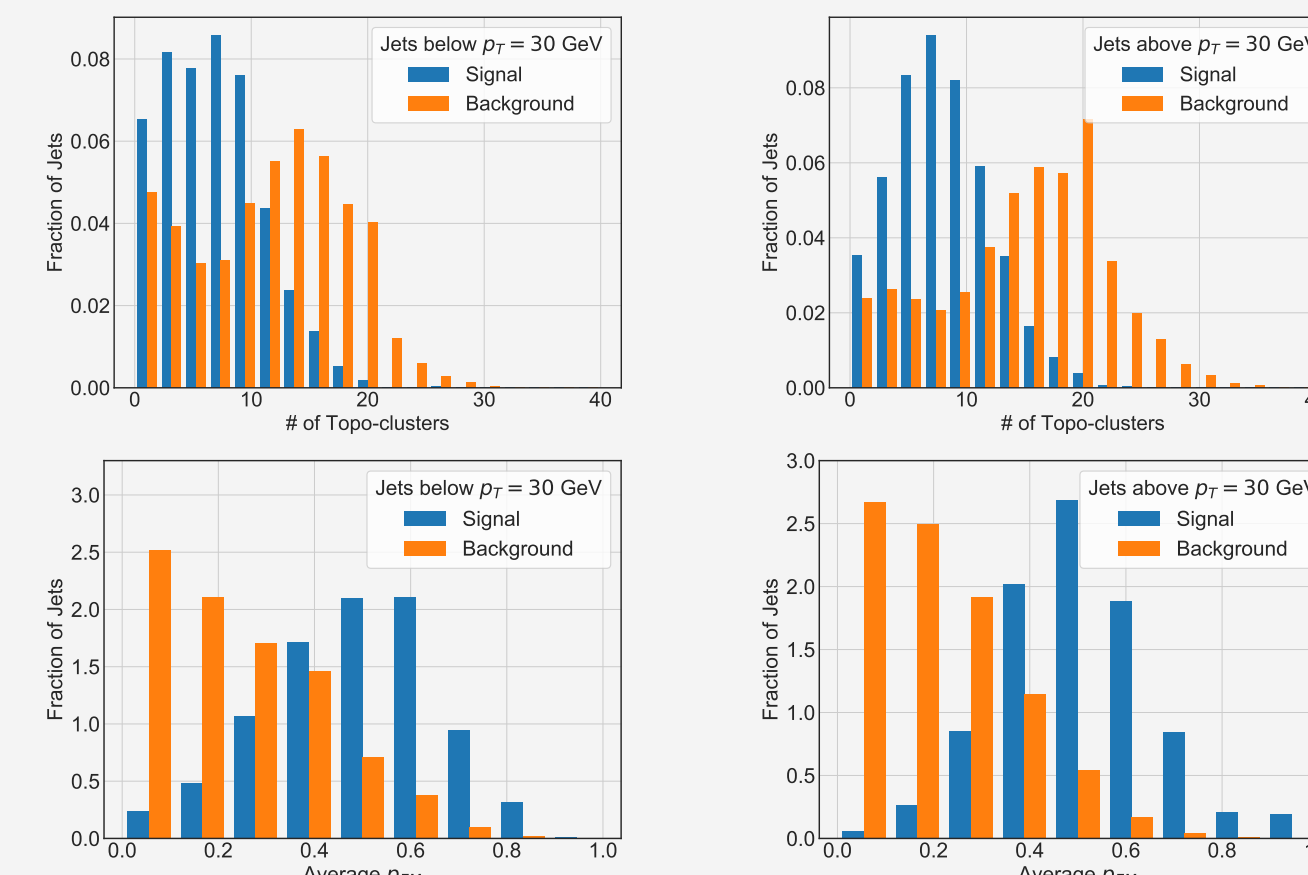 Jets below p_T = 30 GeV
Signal
Background
Fraction of Jets
0.08
0.06
0.04
0.02
0.00
0 10 20 30 40
# of Topo-clusters
Jets above p_T = 30
Signal
Background
Fraction of Jets
0.08
0.06
0.04
0.02
0.00
0 10 20 30
# of Topo-clusters
Jets below p_T = 30 GeV
Signal
Background
Fraction of Jets
3.0
2.5
2.0
1.5
1.0
0.5
0.0
0.0 0.2 0.4 0.6 0.8 1.0
Average
Jets above p_T = 30
Signal
Background
Fraction of Jets
3.0
2.5
2.0
1.5
1.0
0.5
0.0
0.0 0.2 0.4 0.6 0.8
Average